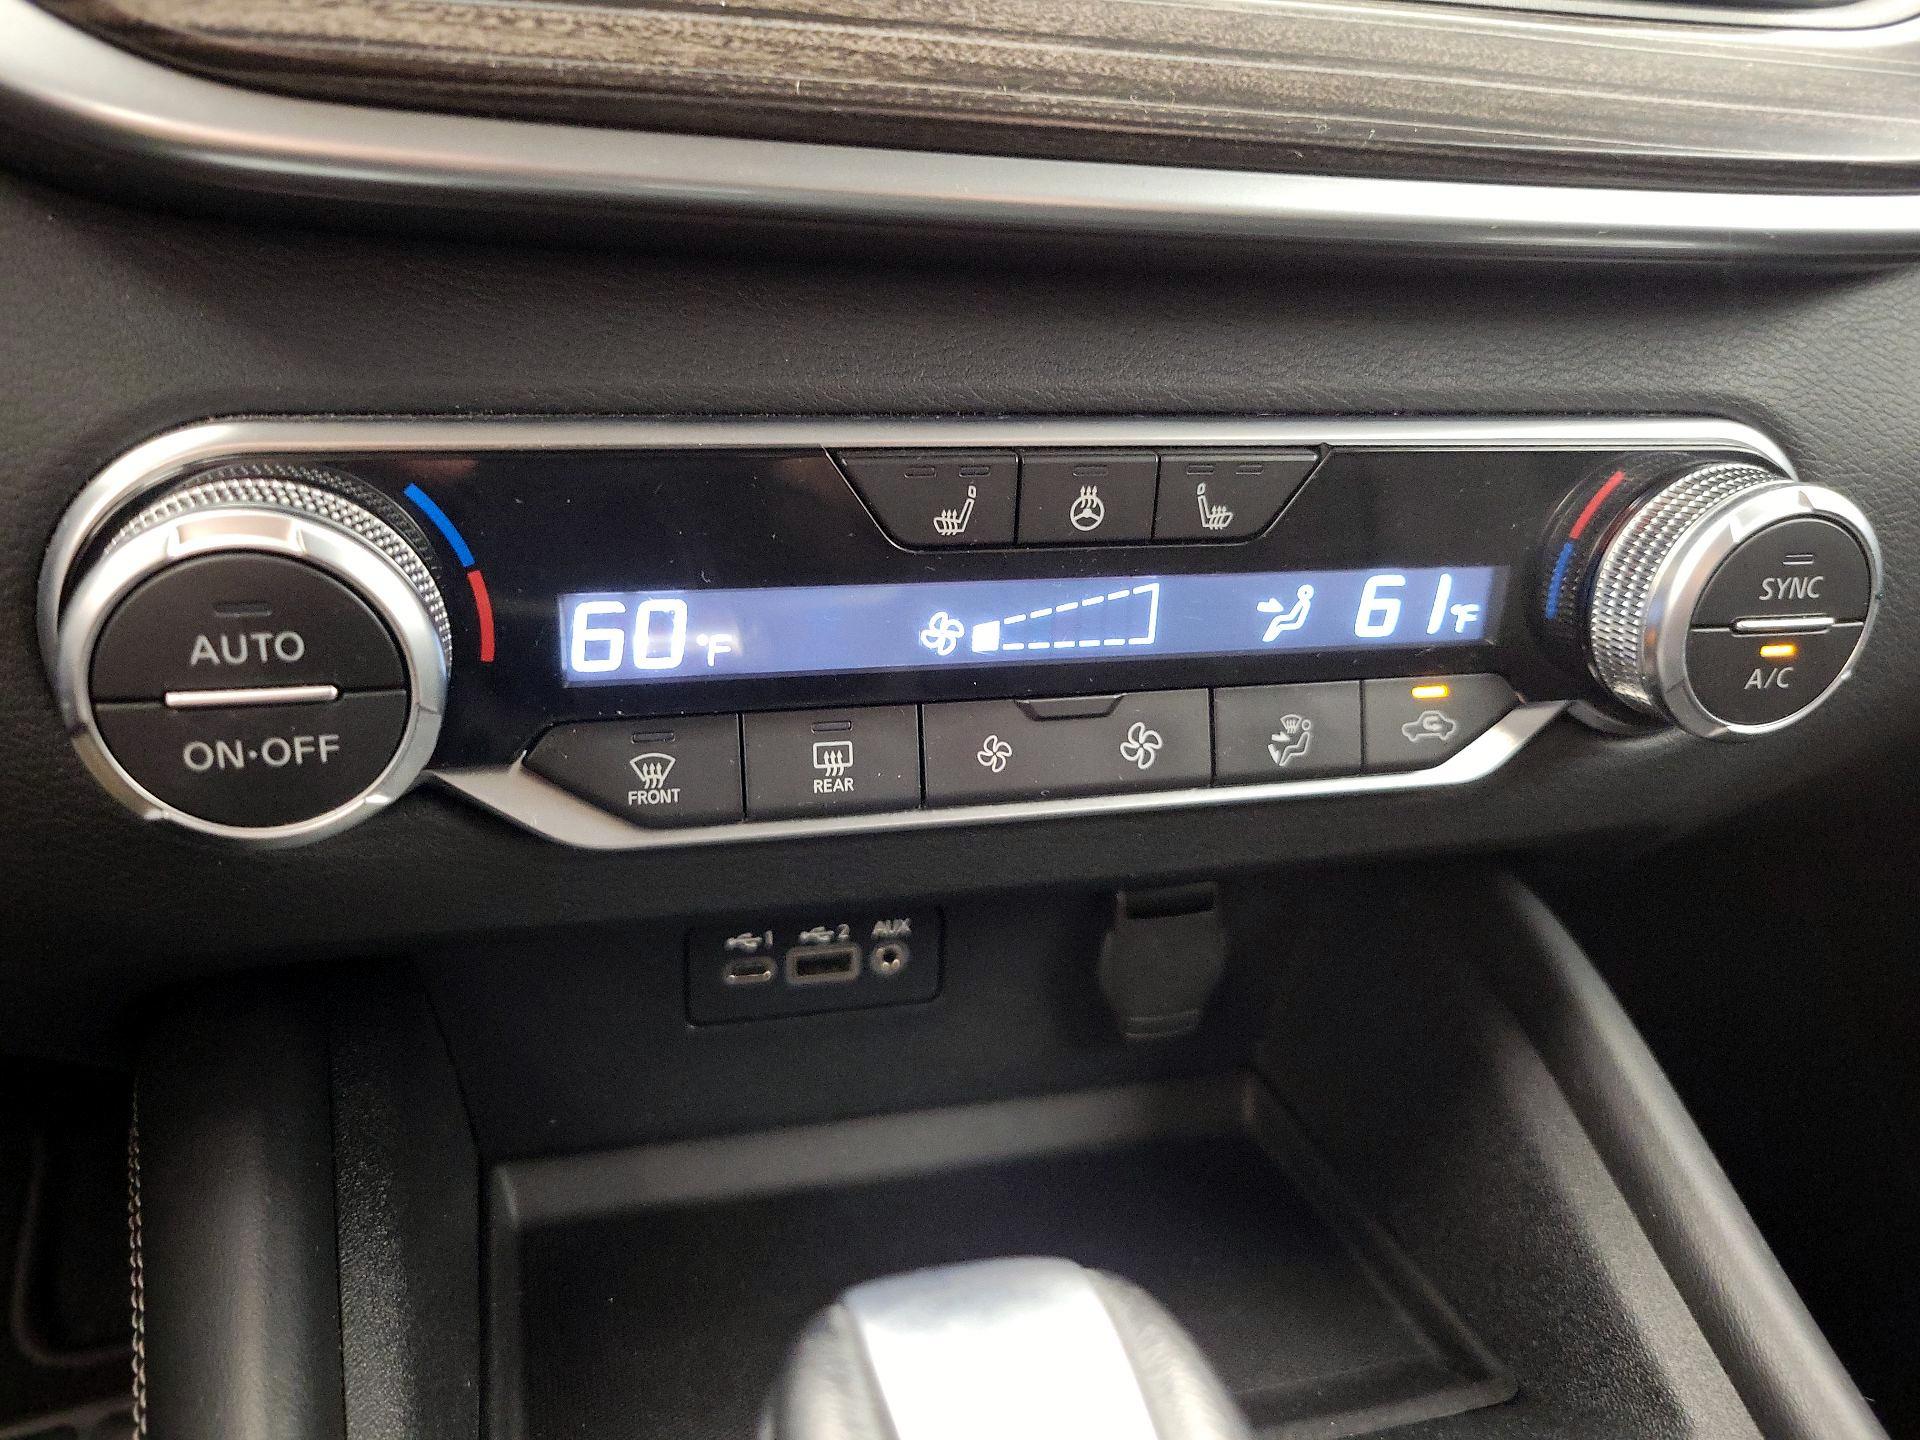 AUTO
ON·OFF
60°F
61°F
SYNC
A/C
FRONT
REAR
1
2
AUX